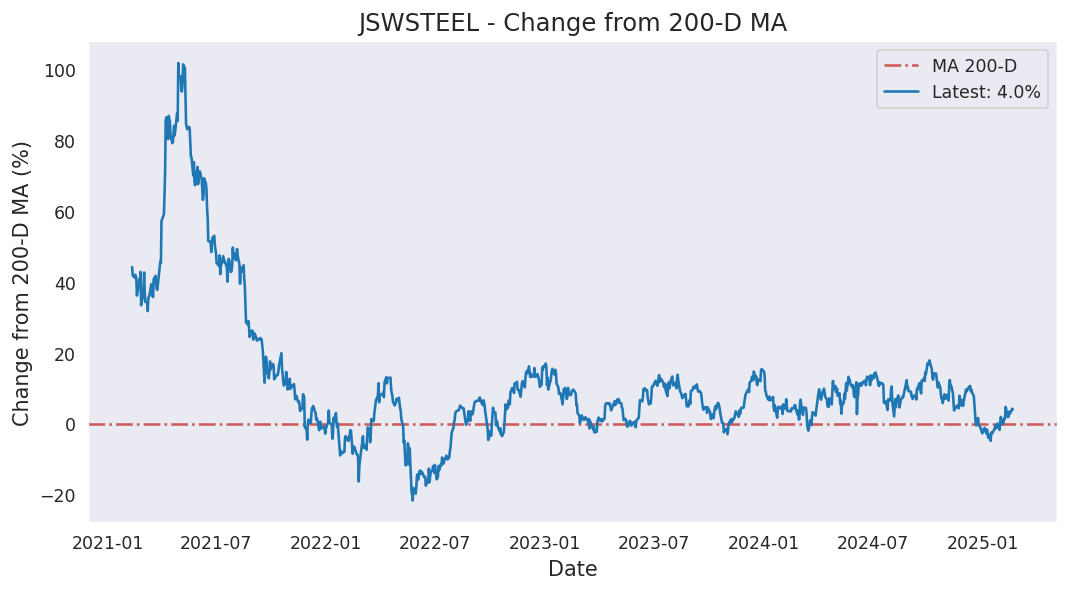 JSWSTEEL - Change from 200-D MA
MA 200-D
Latest: 4.0%
Change from 200-D MA (%)
100
80
60
40
20
0
−20
2021-01 2021-07 2022-01 2022-07 2023-01 2023-07 2024-01 2024-07 2025-01
Date